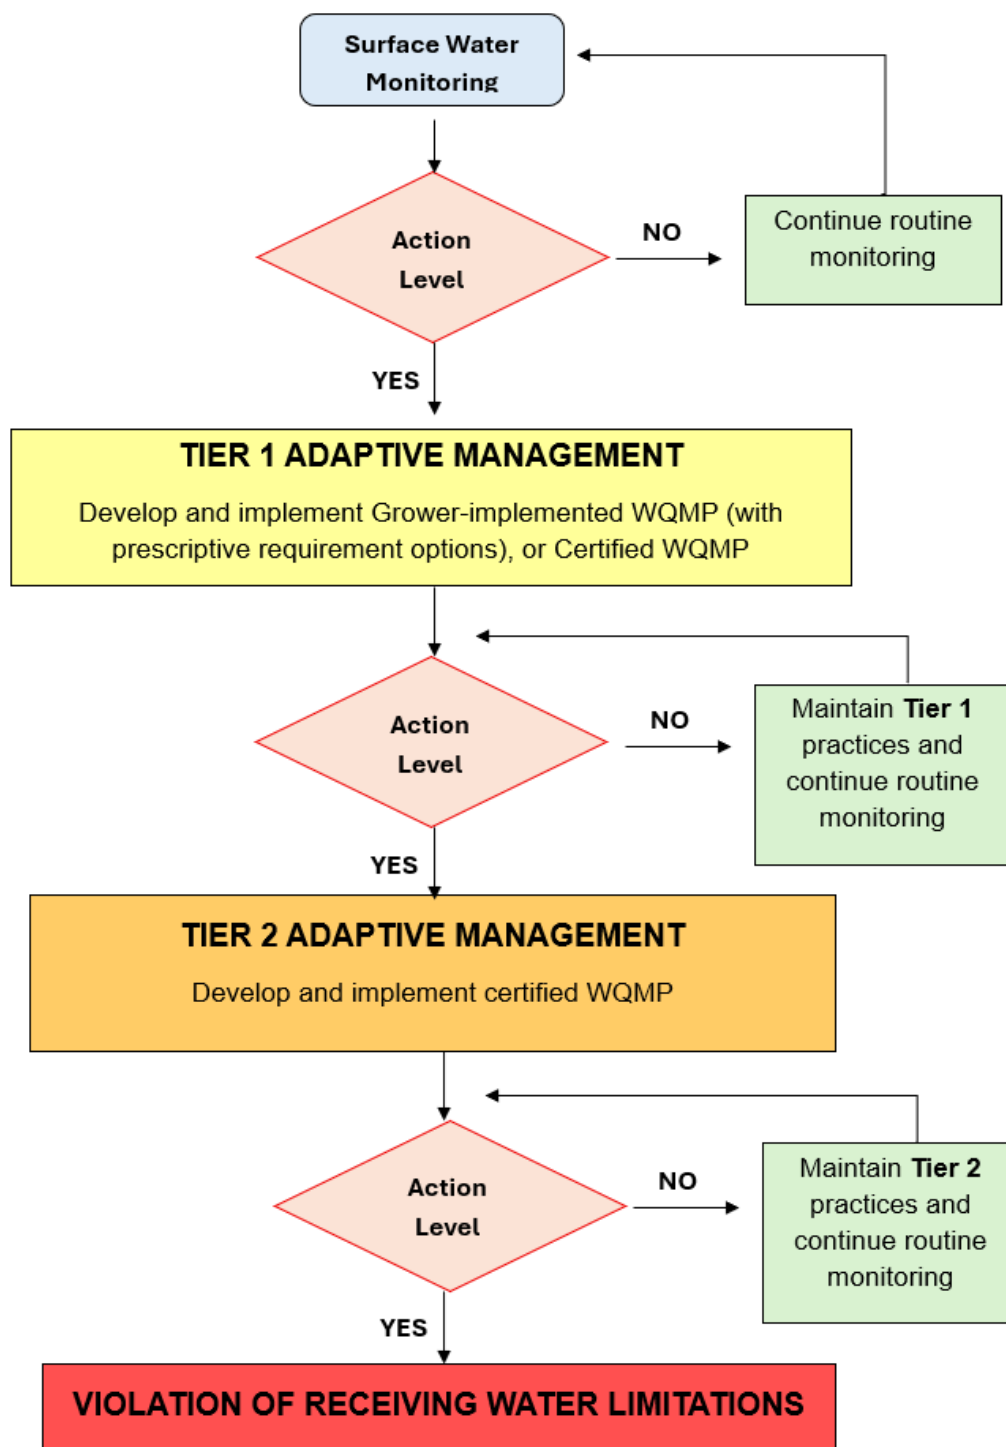 Surface Water
Monitoring
Action
Level
NO
Continue routine
monitoring
YES
TIER 1 ADAPTIVE MANAGEMENT
Develop and implement Grower-implemented WQMP (with
prescriptive requirement options), or Certified WQMP
Action
Level
NO
Maintain Tier 1
practices and
continue routine
monitoring
YES
TIER 2 ADAPTIVE MANAGEMENT
Develop and implement certified WQMP
Action
Level
NO
Maintain Tier 2
practices and
continue routine
monitoring
YES
VIOLATION OF RECEIVING WATER LIMITATIONS